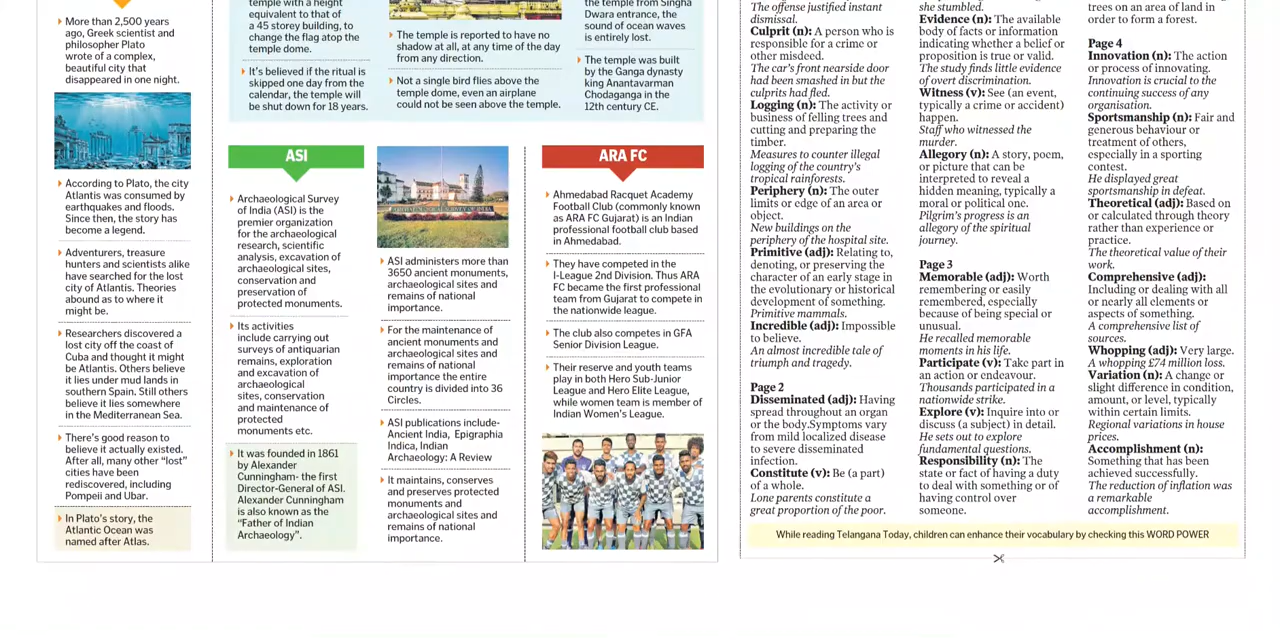 More than 2,500 years
ago, Greek scientist and
philosopher Plato
wrote of a complex,
beautiful city that
disappeared in one night.
According to Plato, the city
Atlantis was consumed by
earthquakes and floods.
Since then, the story has
become a legend.
Adventurers, treasure
hunters and scientists alike
have searched for the lost
city of Atlantis. Theories
abound as to where it
might be.
Researchers discovered a
lost city off the coast of
Cuba and thought it might
be Atlantis. Others believe
it lies under mud lands in
southern Spain. Still others
believe it lies somewhere
in the Mediterranean Sea.
There's good reason to
believe it actually existed.
After all, many other “lost”
cities have been
rediscovered, including
Pompeii and Ubar.
In Plato's story, the
Atlantic Ocean was
named after Atlas.
temple with a height
equivalent to that of
a 45 storey building, to
change the flag atop the
temple dome.
It's believed if the ritual is
skipped one day from the
calendar, the temple will
be shut down for 18 years.
The temple is reported to have no
shadow at all, at any time of the day
from any direction.
Not a single bird flies above the
temple dome, even an airplane
could not be seen above the temple.
the temple from Singha
Dwara entrance, the
sound of ocean waves
is entirely lost.
The temple was built
by the Ganga dynasty
king Anantavarman
Chodaganga in the
12th century CE.
ASI
Archaeological Survey
of India (ASI) is the
premier organization
for the archaeological
research, scientific
analysis, excavation of
archaeological sites,
conservation and
preservation of
protected monuments.
Its activities
include carrying out
surveys of antiquarian
remains, exploration
and excavation of
archaeological
sites, conservation
and maintenance of
protected
monuments etc.
It was founded in 1861
by Alexander
Cunningham- the first
Director-General of ASI.
Alexander Cunningham
is also known as the
“Father of Indian
Archaeology”.
ASI administers more than
3650 ancient monuments,
archaeological sites and
remains of national
importance.
For the maintenance of
ancient monuments and
archaeological sites and
remains of national
importance the entire
country is divided into 36
Circles.
ASI publications include-
Ancient India, Epigraphia
Indica, Indian
Archaeology: A Review
It maintains, conserves
and preserves protected
monuments and
archaeological sites and
remains of national
importance.
ARA FC
Ahmedabad Racquet Academy
Football Club (commonly known
as ARA FC Gujarat) is an Indian
professional football club based
in Ahmedabad.
They have competed in the
I-League 2nd Division. Thus ARA
FC became the first professional
team from Gujarat to compete in
the nationwide league.
The club also competes in GFA
Senior Division League.
Their reserve and youth teams
play in both Hero Sub-Junior
League and Hero Elite League,
while women team is member of
Indian Women's League.
The offense justified instant
dismissal.
Culprit (n): A person who is
responsible for a crime or
other misdeed.
The car's front nearside door
had been smashed in but the
culprits had fled.
Logging (n): The activity or
business of felling trees and
cutting and preparing the
timber.
Measures to counter illegal
logging of the country's
tropical rainforests.
Periphery (n): The outer
limits or edge of an area or
object.
New buildings on the
periphery of the hospital site.
Primitive (adj): Relating to,
denoting, or preserving the
character of an early stage in
the evolutionary or historical
development of something.
Primitive mammals.
Incredible (adj): Impossible
to believe.
An almost incredible tale of
triumph and tragedy.
Page 2
Disseminated (adj): Having
spread throughout an organ
or the body.Symptoms vary
from mild localized disease
to severe disseminated
infection.
Constitute (v): Be (a part)
of a whole.
Lone parents constitute a
great proportion of the poor.
she stumbled.
Evidence (n): The available
body of facts or information
indicating whether a belief or
proposition is true or valid.
The study finds little evidence
of overt discrimination.
Witness (v): See (an event,
typically a crime or accident)
happen.
Staff who witnessed the
murder.
Allegory (n): A story, poem,
or picture that can be
interpreted to reveal a
hidden meaning, typically a
moral or political one.
Pilgrim's progress is an
allegory of the spiritual
journey.
Page 3
Memorable (adj): Worth
remembering or easily
remembered, especially
because of being special or
unusual.
He recalled memorable
moments in his life.
Participate (v): Take part in
an action or endeavour.
Thousands participated in a
nationwide strike.
Explore (v): Inquire into or
discuss (a subject) in detail.
He sets out to explore
fundamental questions.
Responsibility (n): The
state or fact of having a duty
to deal with something or of
having control over
someone.
trees on an area of land in
order to form a forest.
Page 4
Innovation (n): The action
or process of innovating.
Innovation is crucial to the
continuing success of any
organisation.
Sportsmanship (n): Fair and
generous behaviour or
treatment of others,
especially in a sporting
contest.
He displayed great
sportsmanship in defeat.
Theoretical (adj): Based on
or calculated through theory
rather than experience or
practice.
The theoretical value of their
work.
Comprehensive (adj):
Including or dealing with all
or nearly all elements or
aspects of something.
A comprehensive list of
sources.
Whopping (adj): Very large.
A whopping £74 million loss.
Variation (n): A change or
slight difference in condition,
amount, or level, typically
within certain limits.
Regional variations in house
prices.
Accomplishment (n):
Something that has been
achieved successfully.
The reduction of inflation was
a remarkable
accomplishment.
While reading Telangana Today, children can enhance their vocabulary by checking this WORD POWER